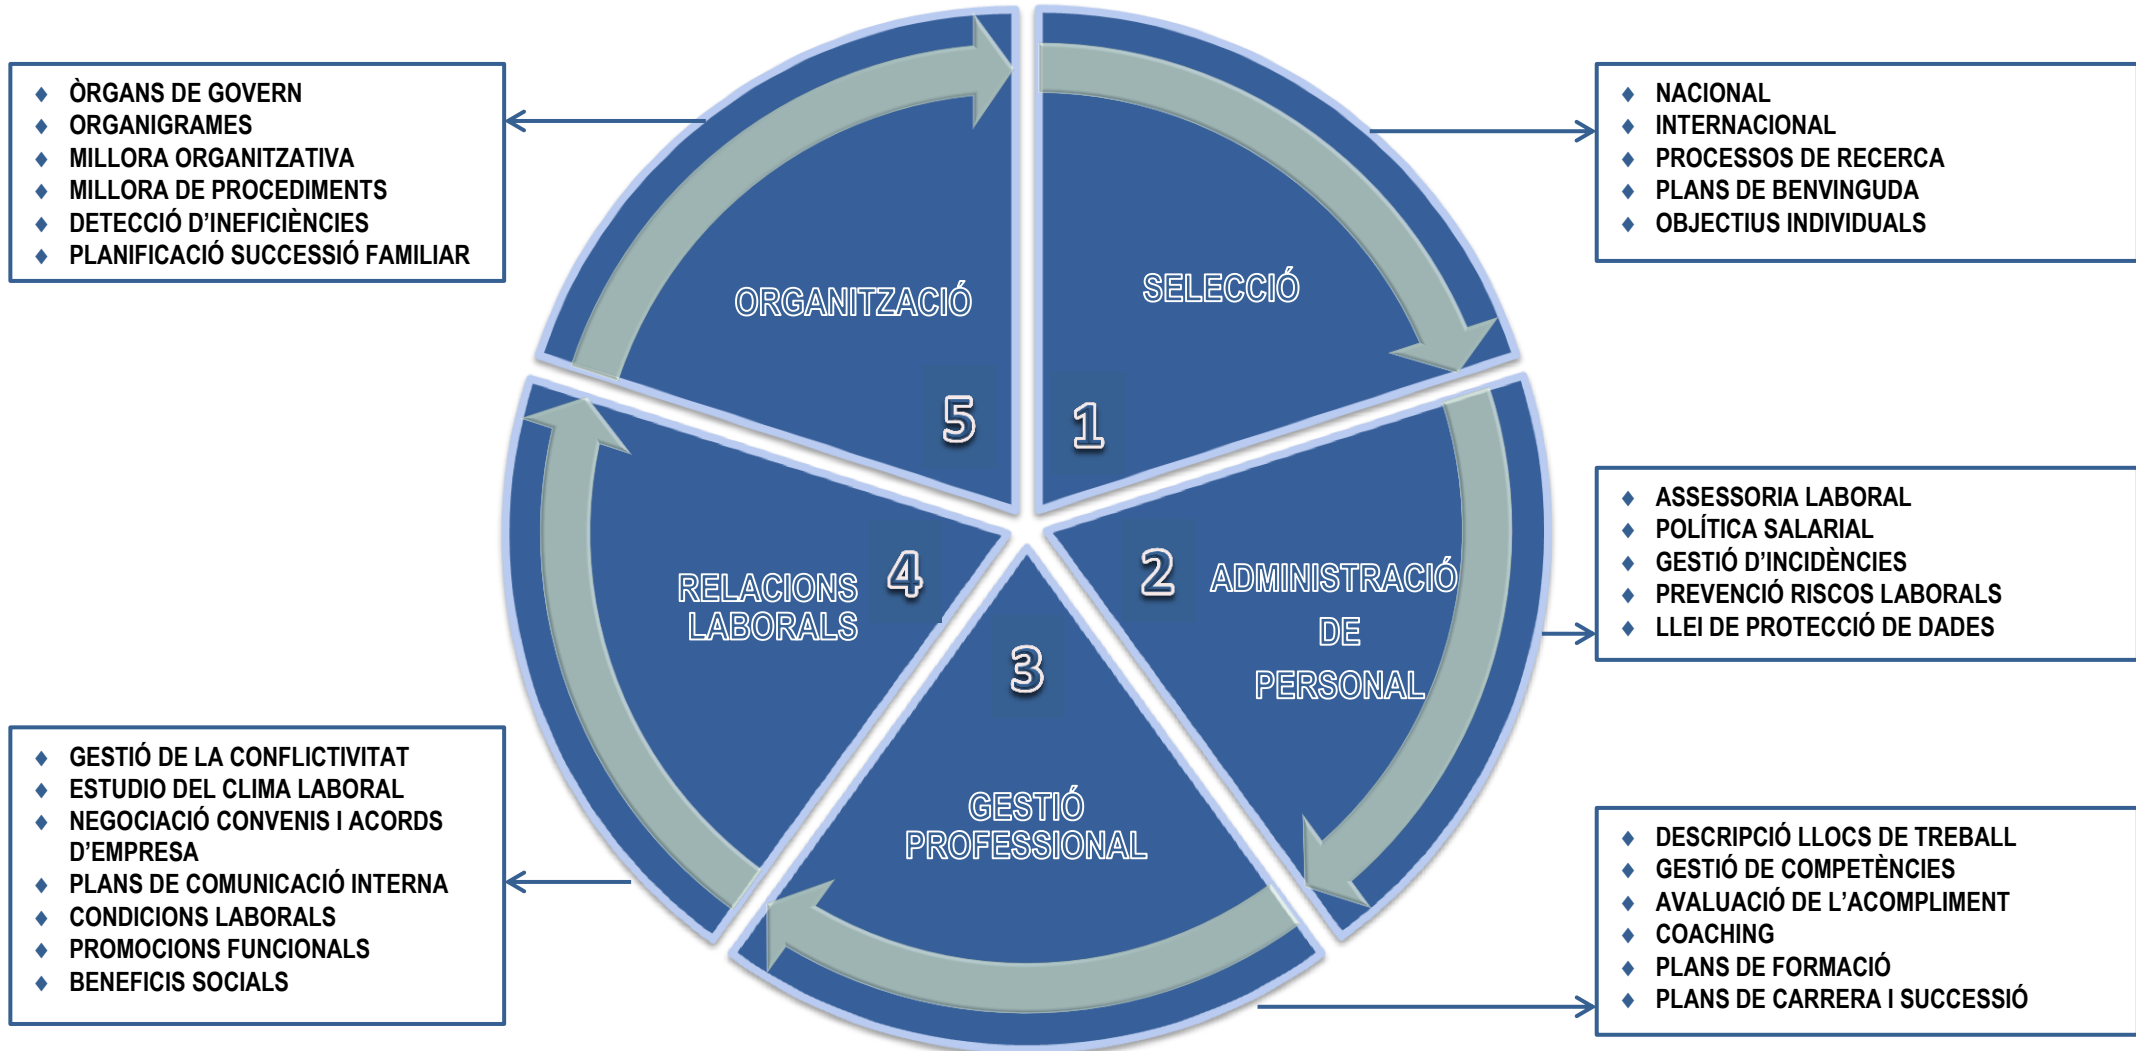 ♦ ÒRGANS DE GOVERN
♦ ORGANIGRAMES
♦ MILLORA ORGANITZATIVA
♦ MILLORA DE PROCEDIMENTS
♦ DETECCIÓ D’INEFICIÈNCIES
♦ PLANIFICACIÓ SUCCESSIÓ FAMILIAR
♦ NACIONAL
♦ INTERNACIONAL
♦ PROCESSOS DE RECERCA
♦ PLANS DE BENVINGUDA
♦ OBJECTIUS INDIVIDUALS
ORGANITZACIÓ
5
SELECCIÓ
1
RELACIONS
LABORALS
4
2
ADMINISTRACIÓ
DE
PERSONAL
3
GESTIÓ
PROFESSIONAL
♦ ASSESSORIA LABORAL
♦ POLÍTICA SALARIAL
♦ GESTIÓ D’INCIDÈNCIES
♦ PREVENCIÓ RISCOS LABORALS
♦ LLEI DE PROTECCIÓ DE DADES
♦ GESTIÓ DE LA CONFLICTIVITAT
♦ ESTUDIO DEL CLIMA LABORAL
♦ NEGOCIACIÓ CONVENIS I ACORDS
D’EMPRESA
♦ PLANS DE COMUNICACIÓ INTERNA
♦ CONDICIONS LABORALS
♦ PROMOCIONS FUNCIONALS
♦ BENEFICIS SOCIALS
♦ DESCRIPCIÓ LLOCS DE TREBALL
♦ GESTIÓ DE COMPETÈNCIES
♦ AVALUACIÓ DE L’ACOMPLIMENT
♦ COACHING
♦ PLANS DE FORMACIÓ
♦ PLANS DE CARRERA I SUCCESSIÓ